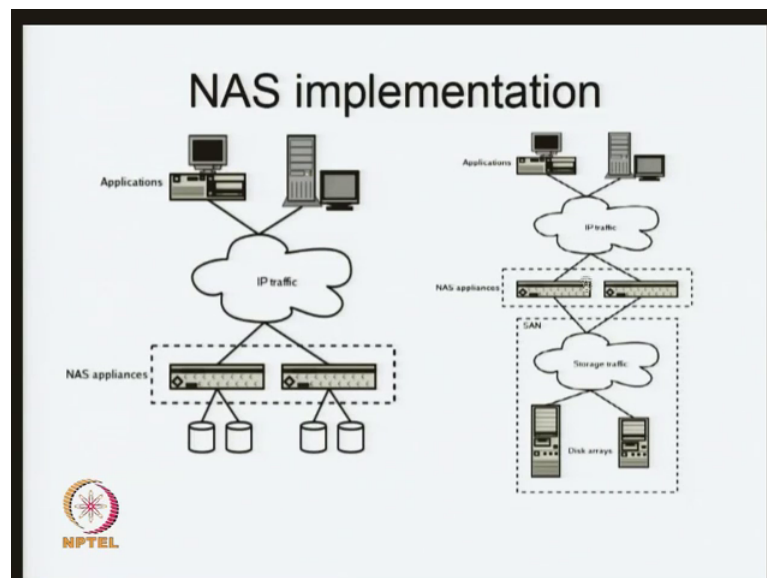 NAS implementation
Applications
IP traffic
NAS appliances
Applications
IP traffic
NAS appliances
SAN
Storage traffic
Disk arrays
NPTEL